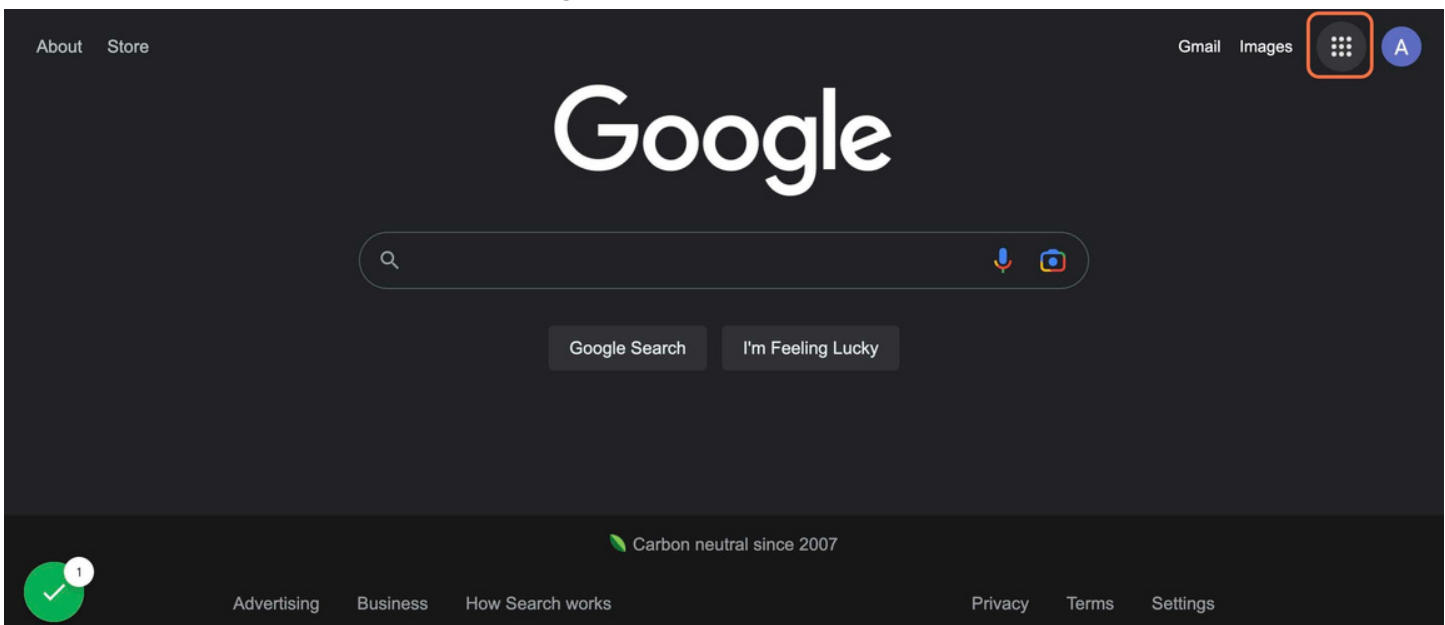 About Store
Gmail Images
A
Google
Google Search I'm Feeling Lucky
Carbon neutral since 2007
1
Advertising Business How Search works
Privacy Terms Settings